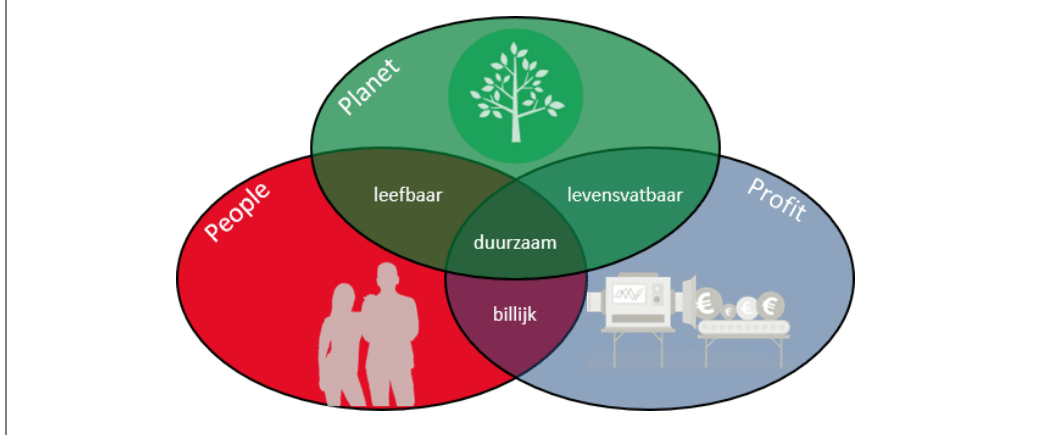 Planet
People
leefbaar
levensvatbaar
Profit
duurzaam
billijk
€ € € €